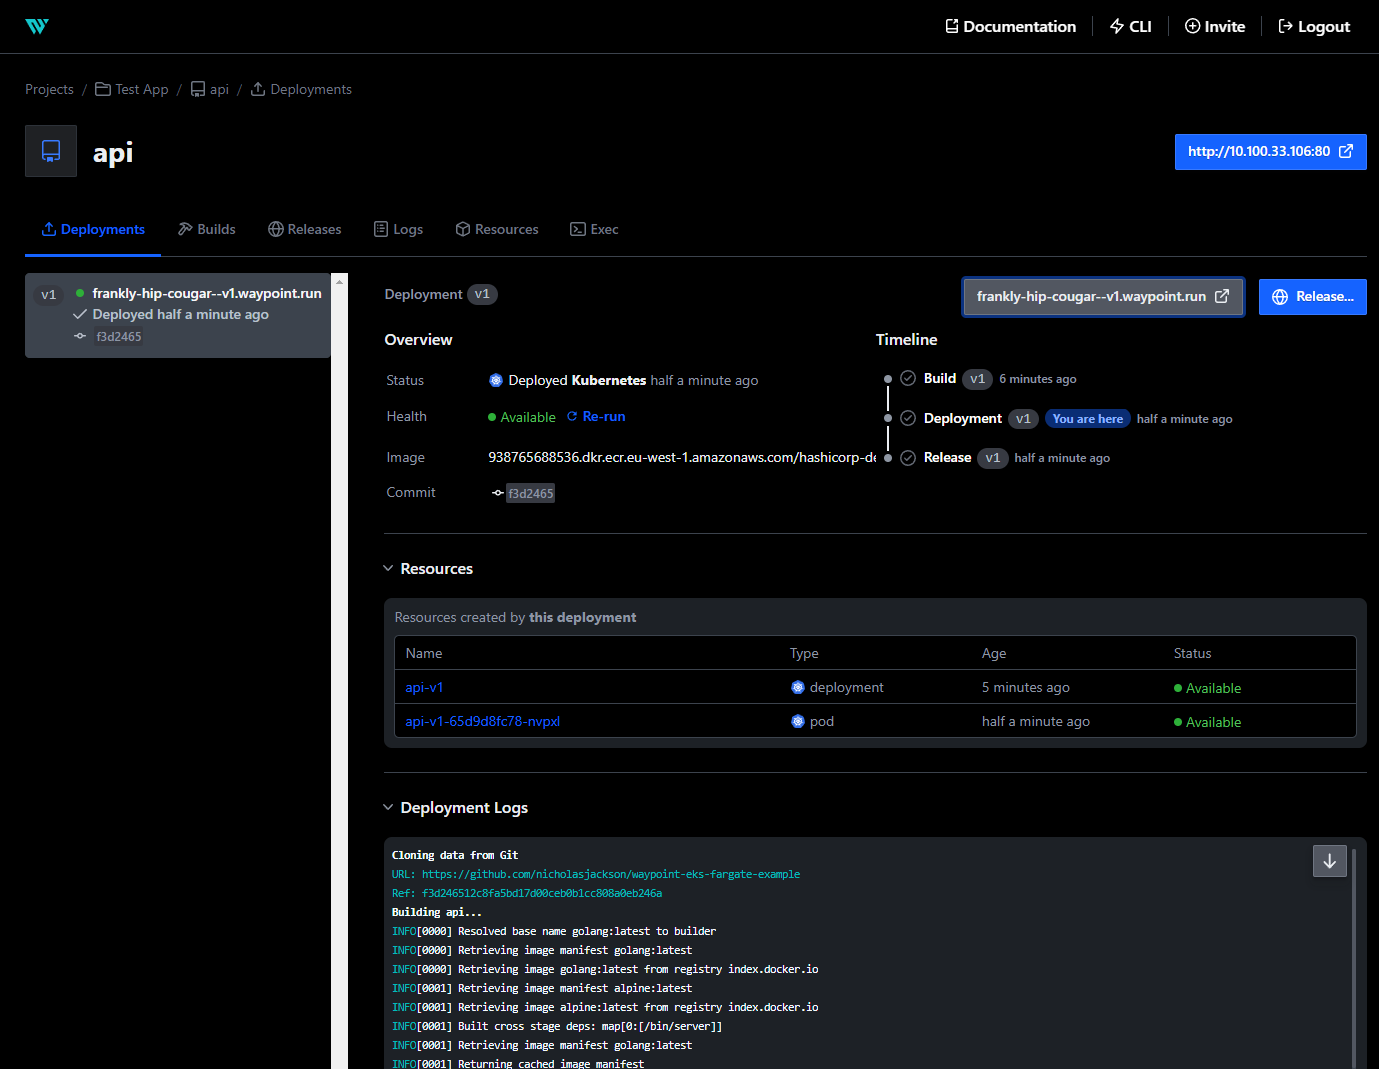 Documentation
CLI
Invite
Logout
Projects / Test App / api / Deployments
api
http://10.100.33.106:80
Deployments
Builds
Releases
Logs
Resources
Exec
v1
frankly-hip-cougar--v1.waypoint.run
Deployed half a minute ago
f3d2465
Deployment v1
frankly-hip-cougar--v1.waypoint.run
Release...
Overview
Status
Deployed Kubernetes half a minute ago
Health
Available
Re-run
Image
938765688536.dkr.ecr.eu-west-1.amazonaws.com/hashicorp-de
Commit
f3d2465
Timeline
Build v1 6 minutes ago
Deployment v1 You are here half a minute ago
Release v1 half a minute ago
Resources
Resources created by this deployment
Name Type Age Status
api-v1 deployment 5 minutes ago Available
api-v1-65d9d8fc78-nvpxl pod half a minute ago Available
Deployment Logs
Cloning data from Git
URL: https://github.com/nicholasjackson/waypoint-eks-fargate-example
Ref: f3d246512c8fa5bd17d00ceb0b1cc808a0eb246a
Building api...
INFO[0000] Resolved base name golang:latest to builder
INFO[0000] Retrieving image manifest golang:latest
INFO[0000] Retrieving image golang:latest from registry index.docker.io
INFO[0001] Retrieving image manifest alpine:latest
INFO[0001] Retrieving image alpine:latest from registry index.docker.io
INFO[0001] Built cross stage deps: map[0:[/bin/server]]
INFO[0001] Retrieving image manifest golang:latest
INFO[0001] Returning cached image manifest